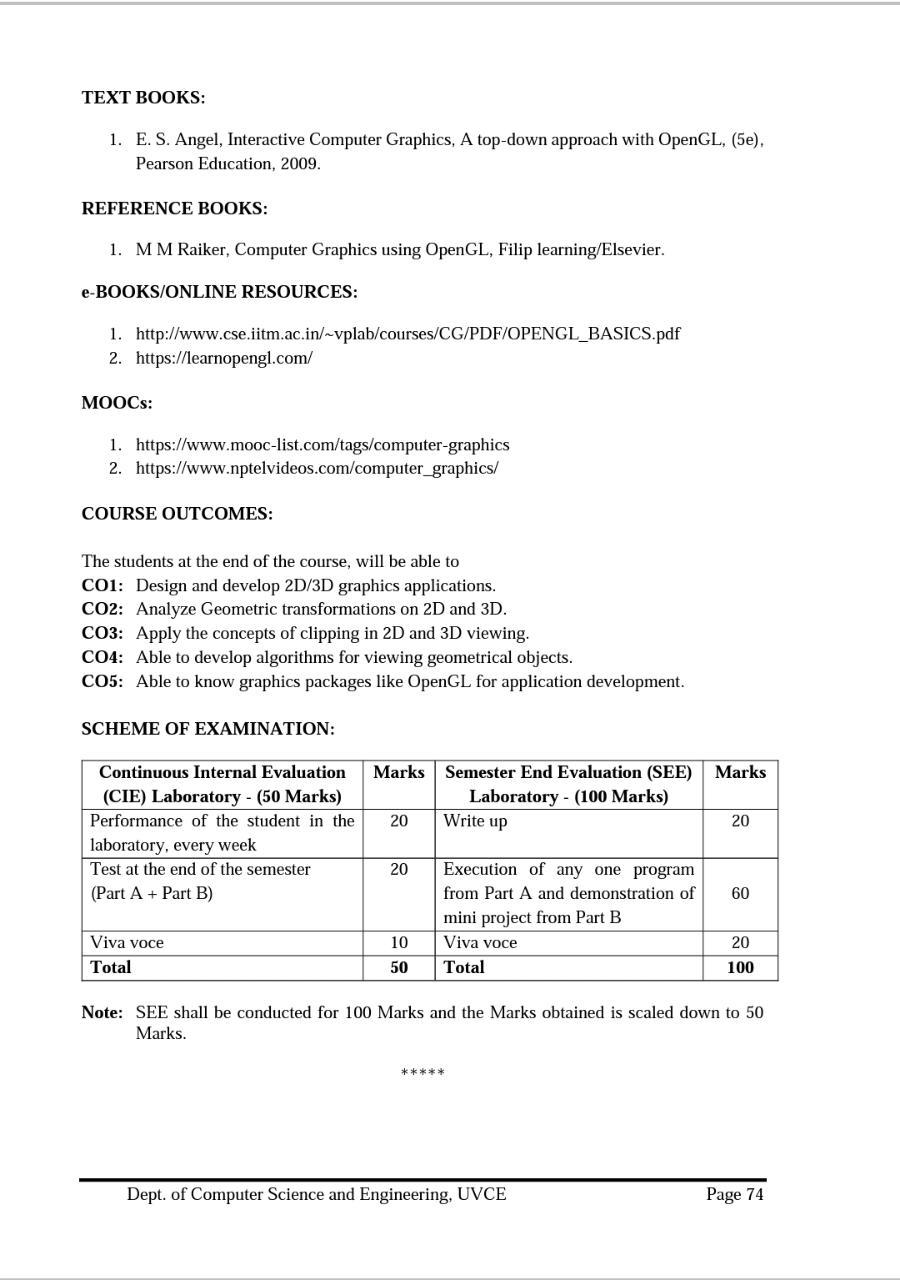 TEXT BOOKS:
1. E. S. Angel, Interactive Computer Graphics, A top-down approach with OpenGL, (5e),
Pearson Education, 2009.
REFERENCE BOOKS:
1. M M Raiker, Computer Graphics using OpenGL, Filip learning/Elsevier.
e-BOOKS/ONLINE RESOURCES:
1. http://www.cse.iitm.ac.in/~vplab/courses/CG/PDF/OPENGL_BASICS.pdf
2. https://learnopengl.com/
MOOCs:
1. https://www.mooc-list.com/tags/computer-graphics
2. https://www.nptelvideos.com/computer_graphics/
COURSE OUTCOMES:
The students at the end of the course, will be able to
CO1: Design and develop 2D/3D graphics applications.
CO2: Analyze Geometric transformations on 2D and 3D.
CO3: Apply the concepts of clipping in 2D and 3D viewing.
CO4: Able to develop algorithms for viewing geometrical objects.
CO5: Able to know graphics packages like OpenGL for application development.
SCHEME OF EXAMINATION:
Continuous Internal Evaluation Marks Semester End Evaluation (SEE) Marks
(CIE) Laboratory - (50 Marks) Laboratory - (100 Marks)
Performance of the student in the 20 Write up 20
laboratory, every week
Test at the end of the semester 20 Execution of any one program
(Part A + Part B) from Part A and demonstration of 60
mini project from Part B
Viva voce 10 Viva voce 20
Total 50 Total 100
Note: SEE shall be conducted for 100 Marks and the Marks obtained is scaled down to 50
Marks.
*****
Dept. of Computer Science and Engineering, UVCE Page 74